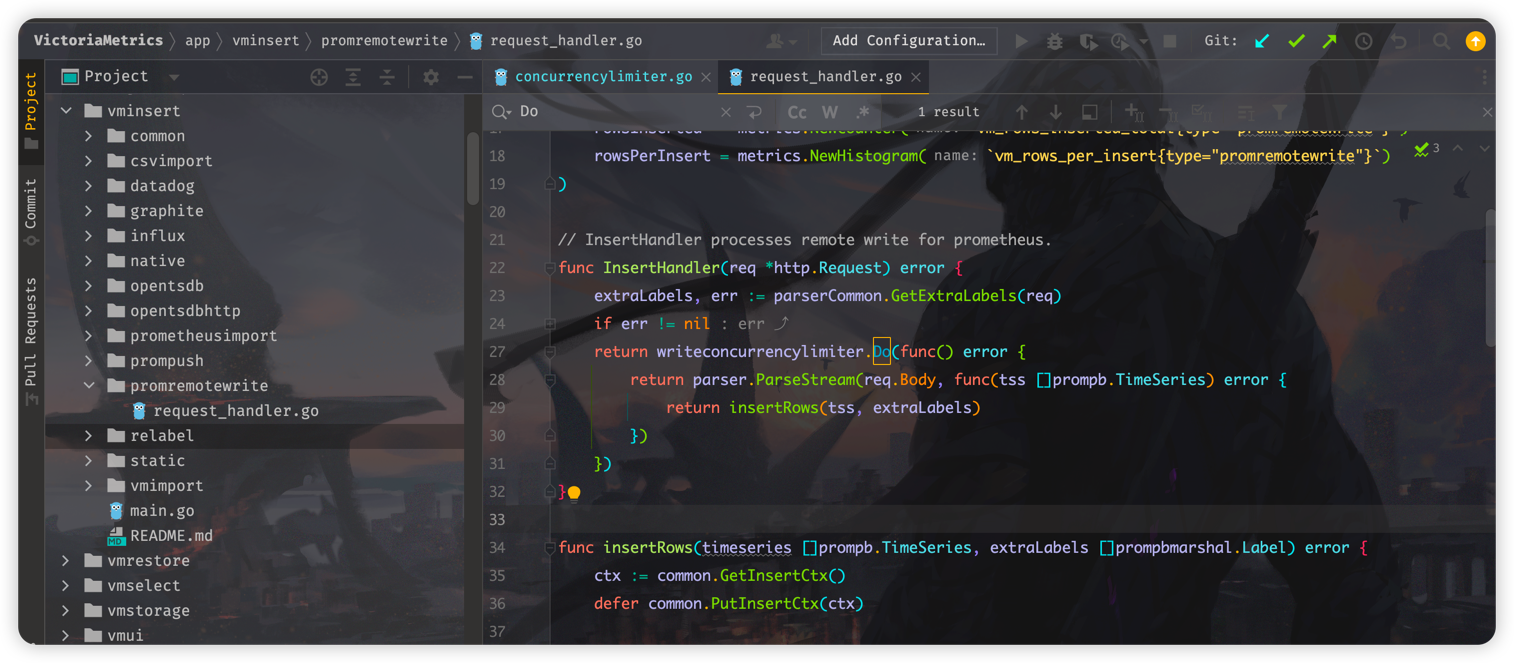 VictoriaMetrics 〉 app 〉 vminsert 〉 promremotewrite 〉 request_handler.go
Add Configuration…
Git:
Project
Commit
Pull Requests
Project
vminsert
common
csvimport
datadog
graphite
influx
native
opentsdb
opentsdbhttp
prometheusimport
prompush
promremotewrite
request_handler.go
relabel
static
vmimport
main.go
MD README.md
vmrestore
vmselect
vmstorage
vmui
concurrencylimiter.go × request_handler.go ×
Do × Cc W .* 1 result
3
18 rowsPerInsert = metrics.NewHistogram( name: `vm_rows_per_insert{type="promremotewrite"}`)
19 )
20
21 // InsertHandler processes remote write for prometheus.
22 func InsertHandler(req *http.Request) error {
23 extraLabels, err := parserCommon.GetExtraLabels(req)
24 if err != nil : err ⤴
27 return writeconcurrencylimiter.Do(func() error {
28 return parser.ParseStream(req.Body, func(tss []prompb.TimeSeries) error {
29 return insertRows(tss, extraLabels)
30 })
31 })
32 }
33
34 func insertRows(timeseries []prompb.TimeSeries, extraLabels []prompbmarshal.Label) error {
35 ctx := common.GetInsertCtx()
36 defer common.PutInsertCtx(ctx)
37